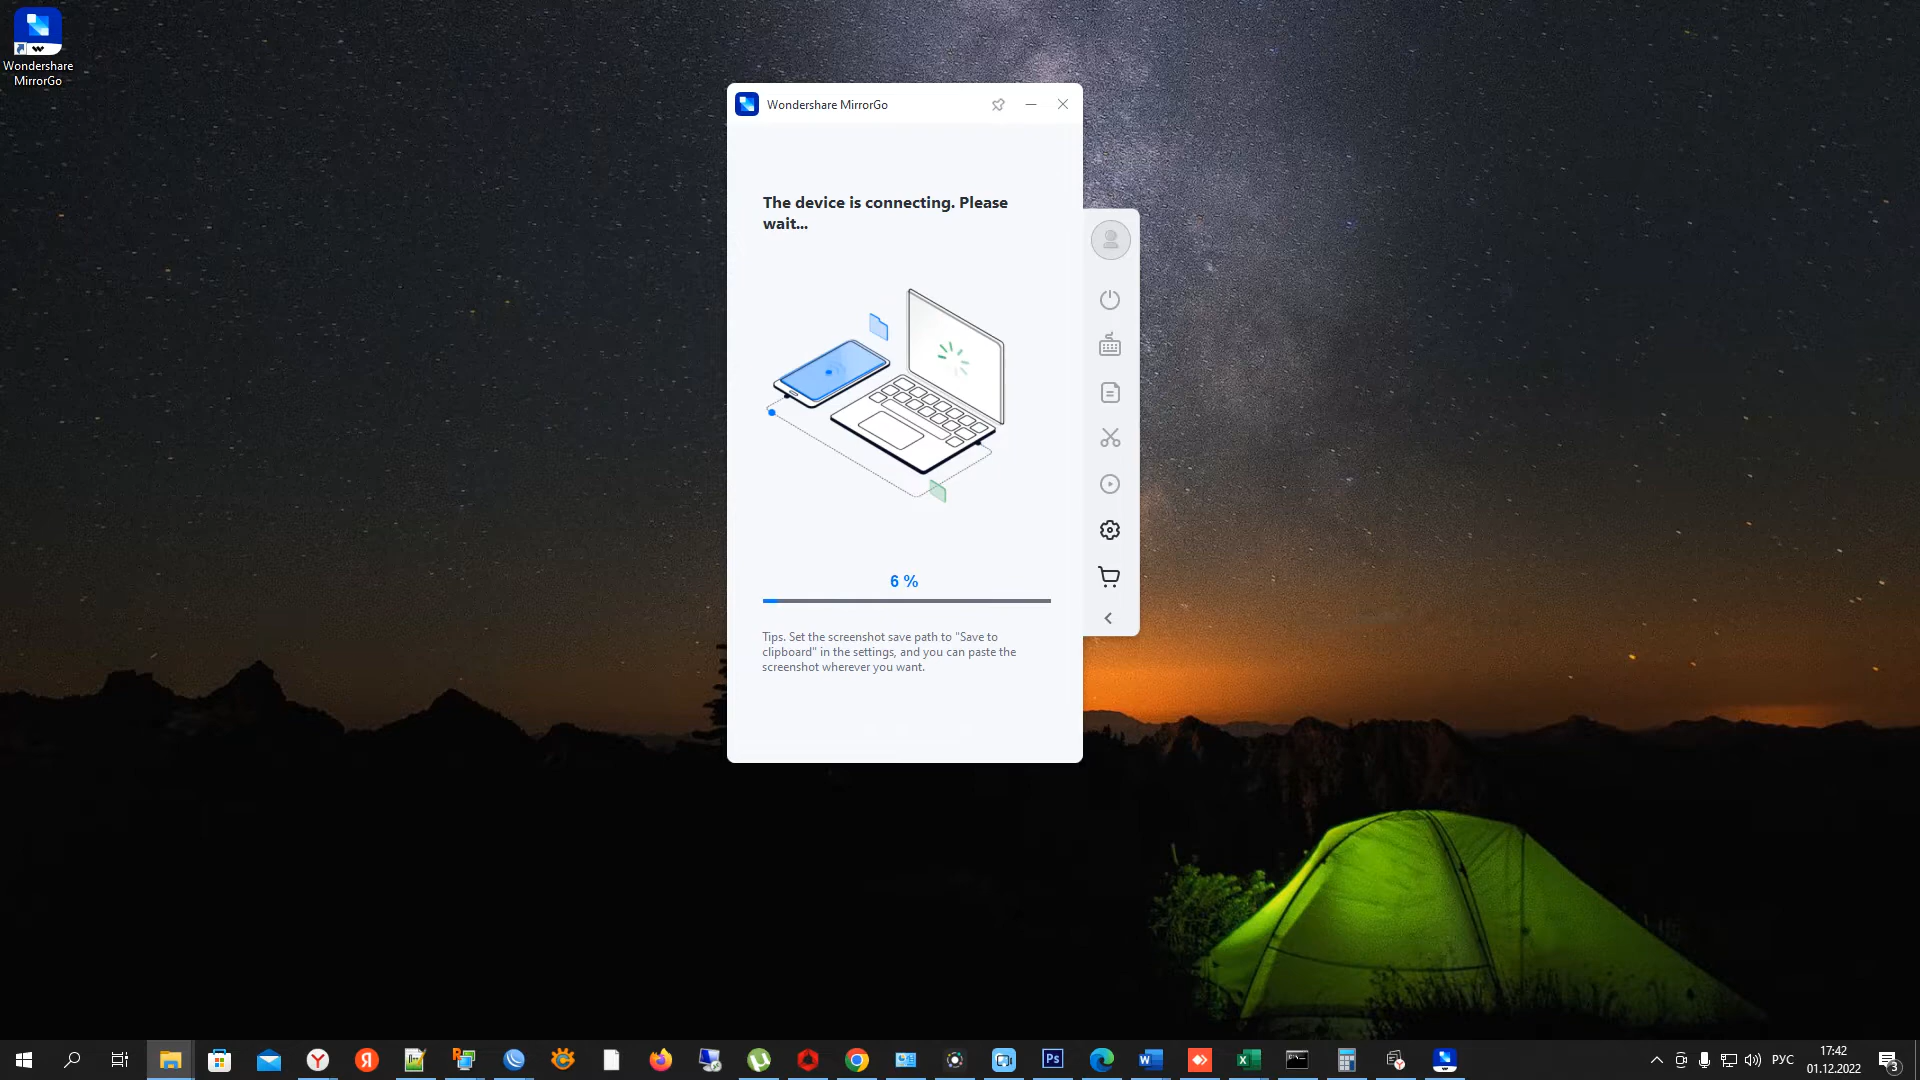 Wondershare
MirrorGo
Wondershare MirrorGo
The device is connecting. Please
wait...
6 %
Tips. Set the screenshot save path to "Save to
clipboard" in the settings, and you can paste the
screenshot wherever you want.
Ps
РУС
17:42
01.12.2022
3